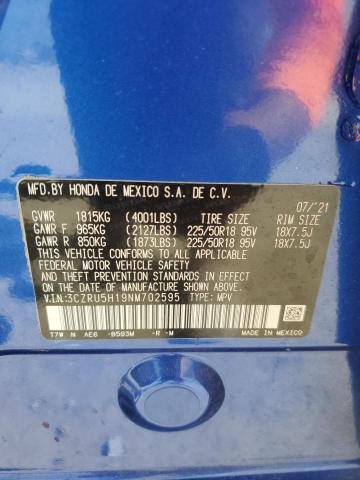 MFD.BY HONDA DE MEXICO S.A. DE C.V.
07/'21
GVWR 1815KG (4001LBS) TIRE SIZE RIM SIZE
GAWR F 965KG (2127LBS) 225/50R18 95V 18X7.5J
GAWR R 850KG (1873LBS) 225/50R18 95V 18X7.5J
THIS VEHICLE CONFORMS TO ALL APPLICABLE
FEDERAL MOTOR VEHICLE SAFETY
AND THEFT PREVENTION STANDARDS IN EFFECT
ON THE DATE OF MANUFACTURE SHOWN ABOVE.
V.I.N:3CZRU5H19NM702595 TYPE: MPV
T7W N AE6 -B593M -R -M
MADE IN MEXICO